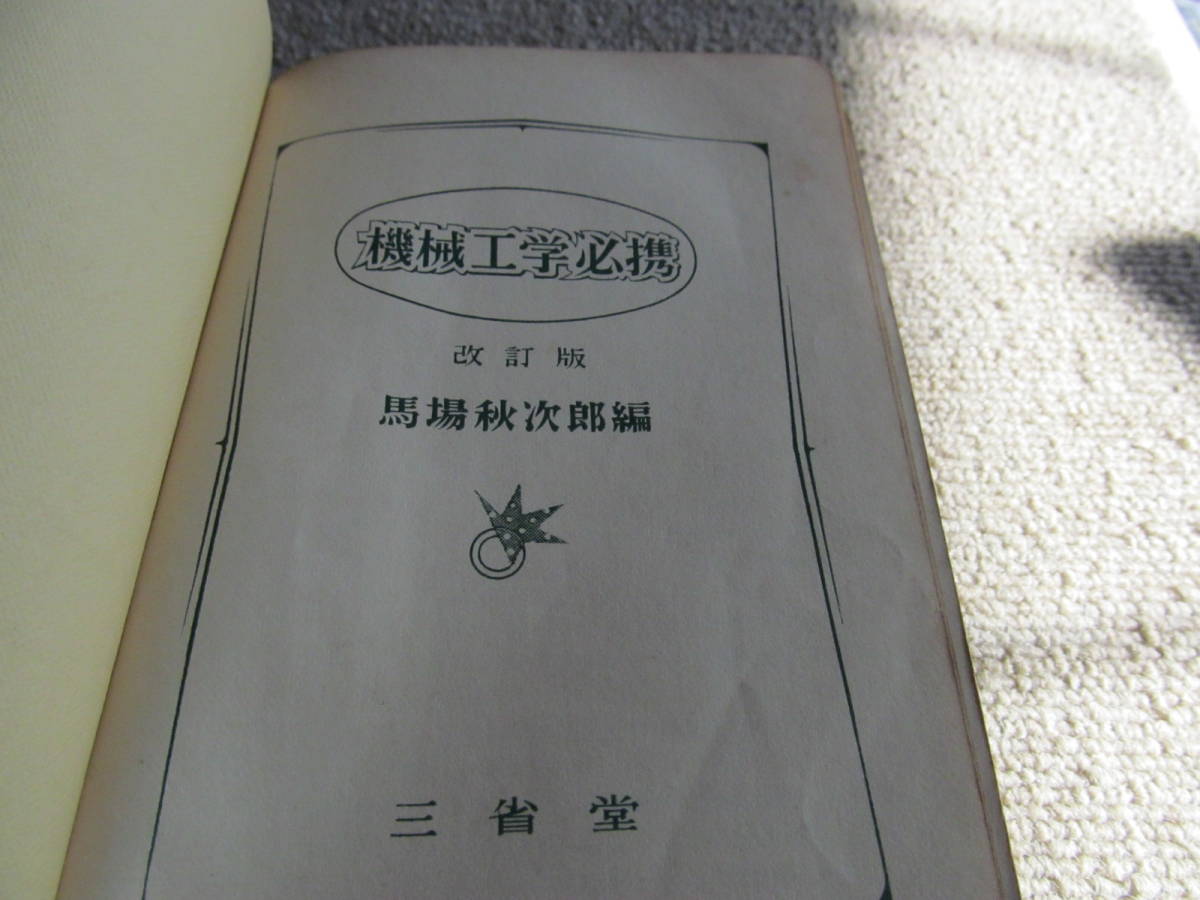 機械工学必携
改訂版
馬場秋次郎編
三省堂